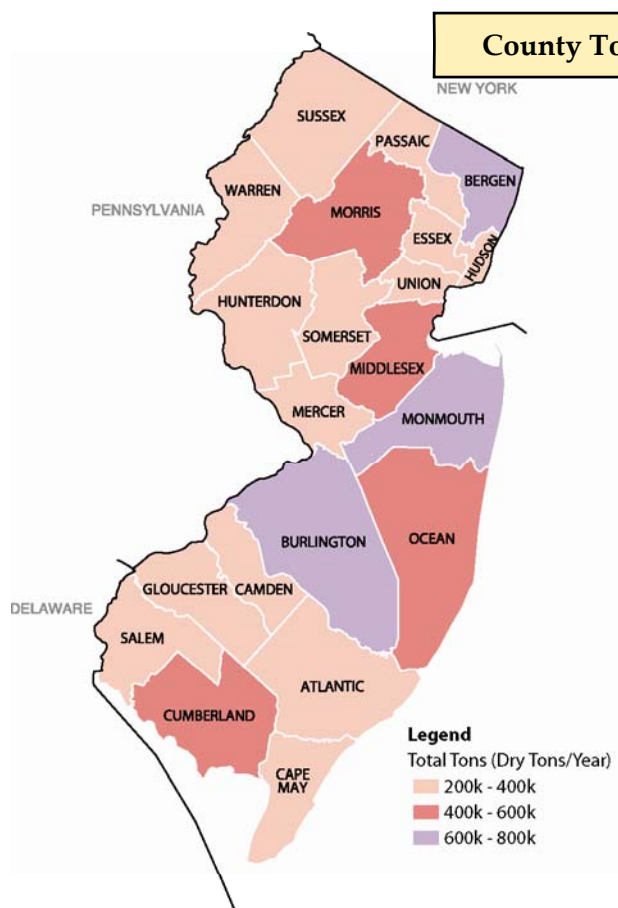 County To
NEW YORK
SUSSEX
PASSAIC
BERGEN
WARREN
PENNSYLVANIA
MORRIS
ESSEX
HUDSON
UNION
HUNTERDON
SOMERSET
MIDDLESEX
MERCER
MONMOUTH
OCEAN
BURLINGTON
GLOUCESTER
CAMDEN
DELAWARE
SALEM
ATLANTIC
CUMBERLAND
CAPE
MAY
Legend
Total Tons (Dry Tons/Year)
200k - 400k
400k - 600k
600k - 800k